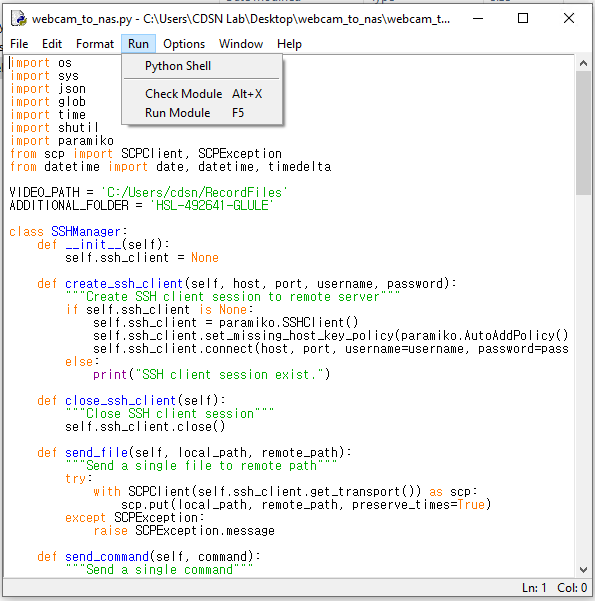 webcam_to_nas.py - C:\Users\CDSN Lab\Desktop\webcam_to_nas\webcam_t...
File Edit Format Run Options Window Help
Python Shell
Check Module Alt+X
Run Module F5
import os
import sys
import json
import glob
import time
import shutil
import paramiko
from scp import SCPClient, SCPException
from datetime import date, datetime, timedelta
VIDEO_PATH = 'C:/Users/cdsn/RecordFiles'
ADDITIONAL_FOLDER = 'HSL-492641-GLULE'
class SSHManager:
    def __init__(self):
        self.ssh_client = None
    def create_ssh_client(self, host, port, username, password):
        """Create SSH client session to remote server"""
        if self.ssh_client is None:
            self.ssh_client = paramiko.SSHClient()
            self.ssh_client.set_missing_host_key_policy(paramiko.AutoAddPolicy()
            self.ssh_client.connect(host, port, username=username, password=pass
        else:
            print("SSH client session exist.")
    def close_ssh_client(self):
        """Close SSH client session"""
        self.ssh_client.close()
    def send_file(self, local_path, remote_path):
        """Send a single file to remote path"""
        try:
            with SCPClient(self.ssh_client.get_transport()) as scp:
                scp.put(local_path, remote_path, preserve_times=True)
        except SCPException:
            raise SCPException.message
    def send_command(self, command):
        """Send a single command"""
Ln: 1 Col: 0